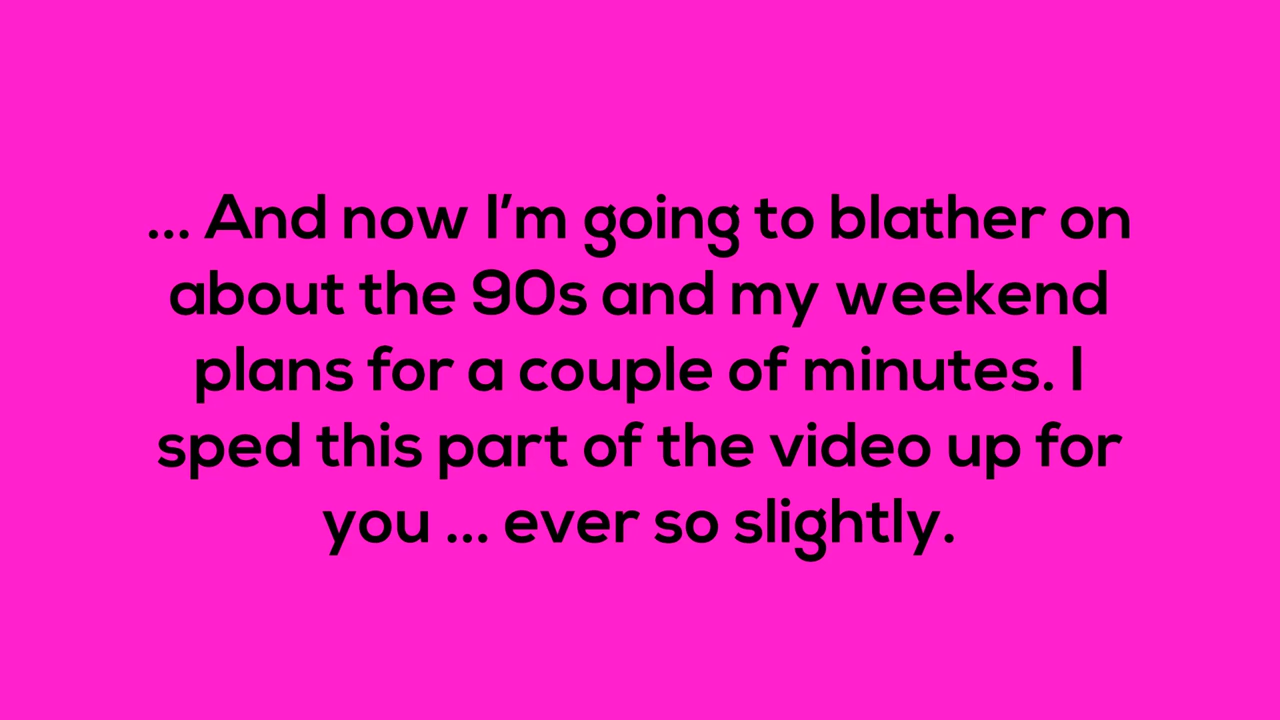 ... And now I’m going to blather on
about the 90s and my weekend
plans for a couple of minutes. I
sped this part of the video up for
you ... ever so slightly.